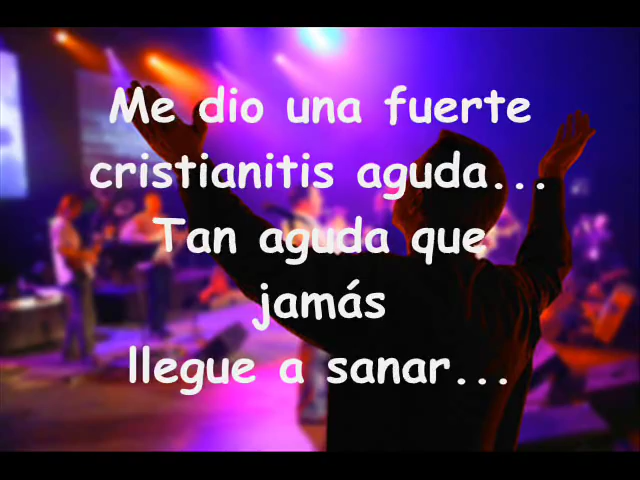 Me dio una fuerte
cristianitis aguda...
Tan aguda que
jamás
llegue a sanar...